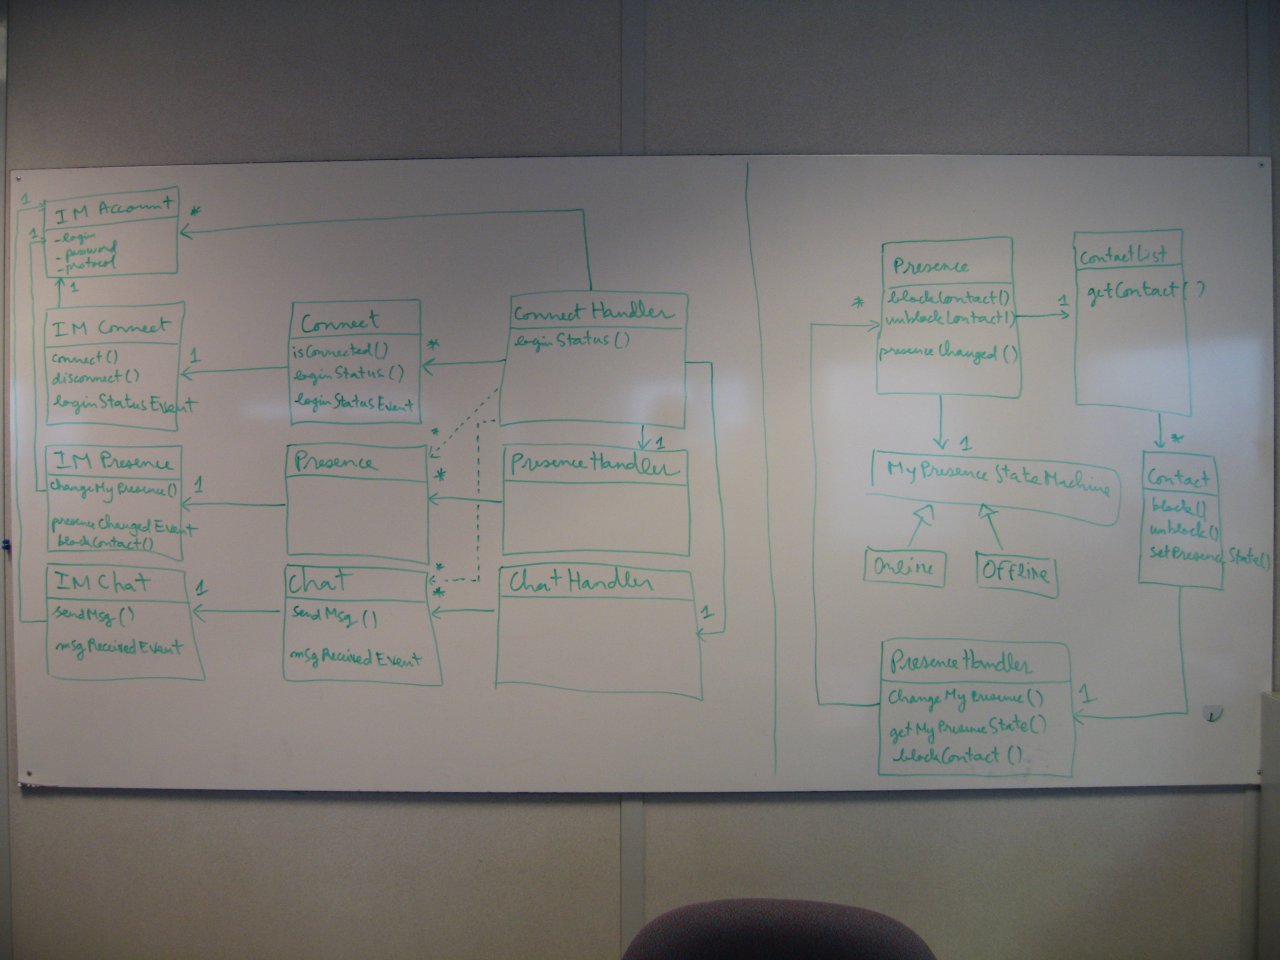 1
IM Account
*
1
-login
-password
-protocol
1
IM Connect
connect()
disconnect()
loginStatusEvent
1
Connect
isConnected()
loginStatus()
loginStatusEvent
*
ConnectHandler
loginStatus()
IM Presence
changeMyPresence()
presenceChangedEvent
blockContact()
1
Presence
*
*
PresenceHandler
1
IM Chat
sendMsg()
msgReceivedEvent
1
Chat
sendMsg()
msgReceivedEvent
*
*
ChatHandler
1
Presence
blockContact()
unblockContact()
presenceChanged()
*
1
ContactList
getContact()
*
1
MyPresenceStateMachine
Online
Offline
Contact
block()
unblock()
setPresenceState()
PresenceHandler
changeMyPresence()
getMyPresenceState()
blockContact()
1